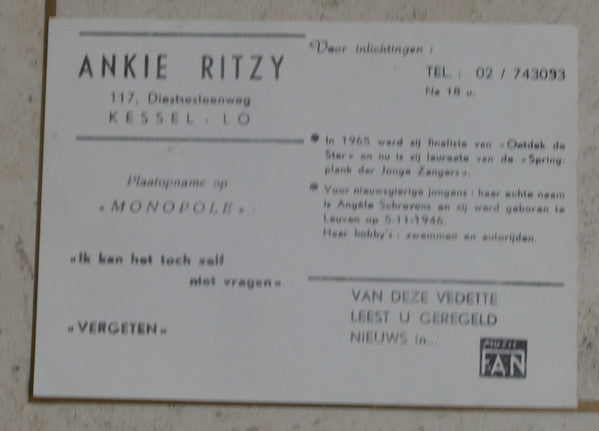 ANKIE RITZY
117, Diestsesteenweg
KESSEL - LO
Plaatopname op
« MONOPOLE » :
«Ik kan het toch zelf
niet vragen»
«VERGETEN»
Voor inlichtingen :
TEL. : 02 / 743093
Na 18 u.
● In 1965 werd zij finaliste van «Ontdek de
Ster» en nu is zij laureate van de «Spring-
plank der Jonge Zangers».
● Voor nieuwsgierige jongens : haar echte naam
is Angèle Schrevens en zij werd geboren te
Leuven op 5-11-1946.
Haar hobby's : zwemmen en autorijden.
VAN DEZE VEDETTE
LEEST U GEREGELD
NIEUWS in...
MUZIEK
FAN